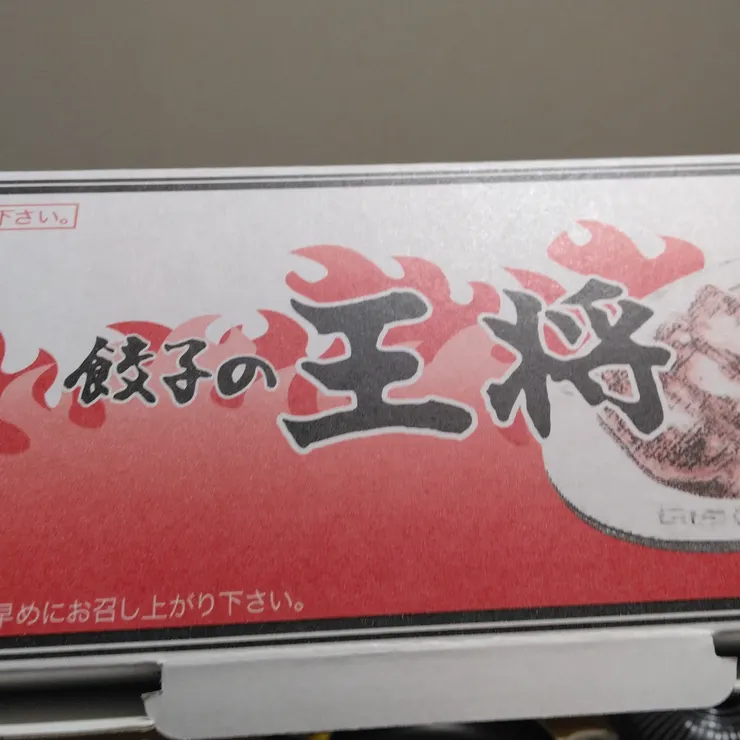 下さい。
餃子の王将
早めにお召し上がり下さい。